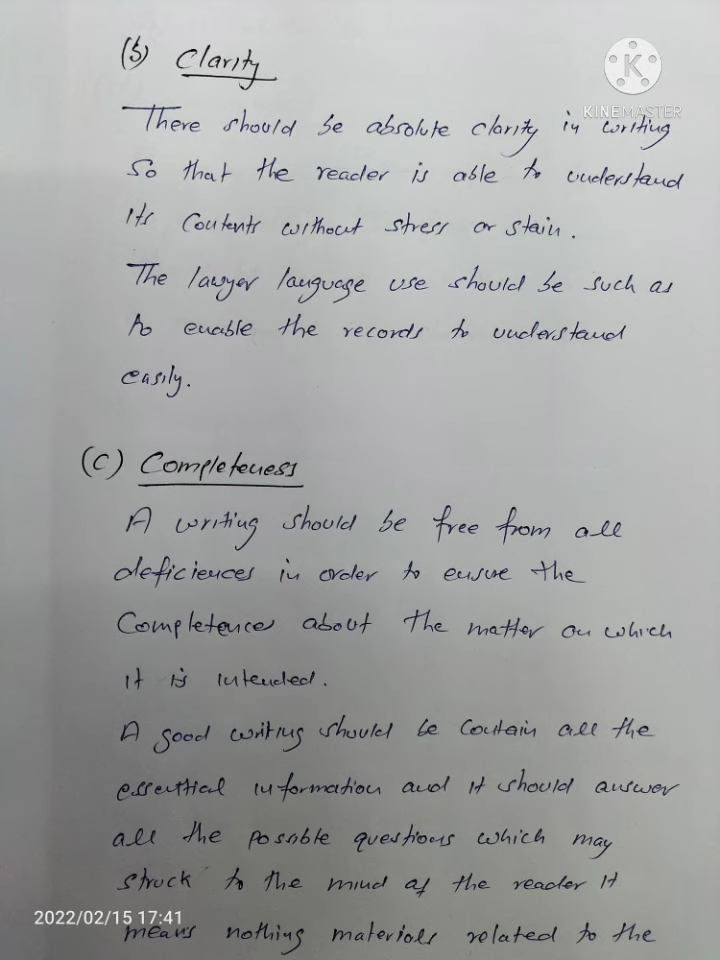 (b) Clarity
K
KINEMASTER
There should be absolute clarity in writing
so that the reader is able to understand
its contents without stress or stain.
The lawyer language use should be such as
to enable the records to understand
easily.
(C) Completeness
A writing should be free from all
deficiences in order to ensue the
Completence about the matter on which
it is intended.
A good writing should be contain all the
essential information and it should answer
all the possible questions which may
struck to the mind of the reader it
2022/02/15 17:41
means nothing materials related to the